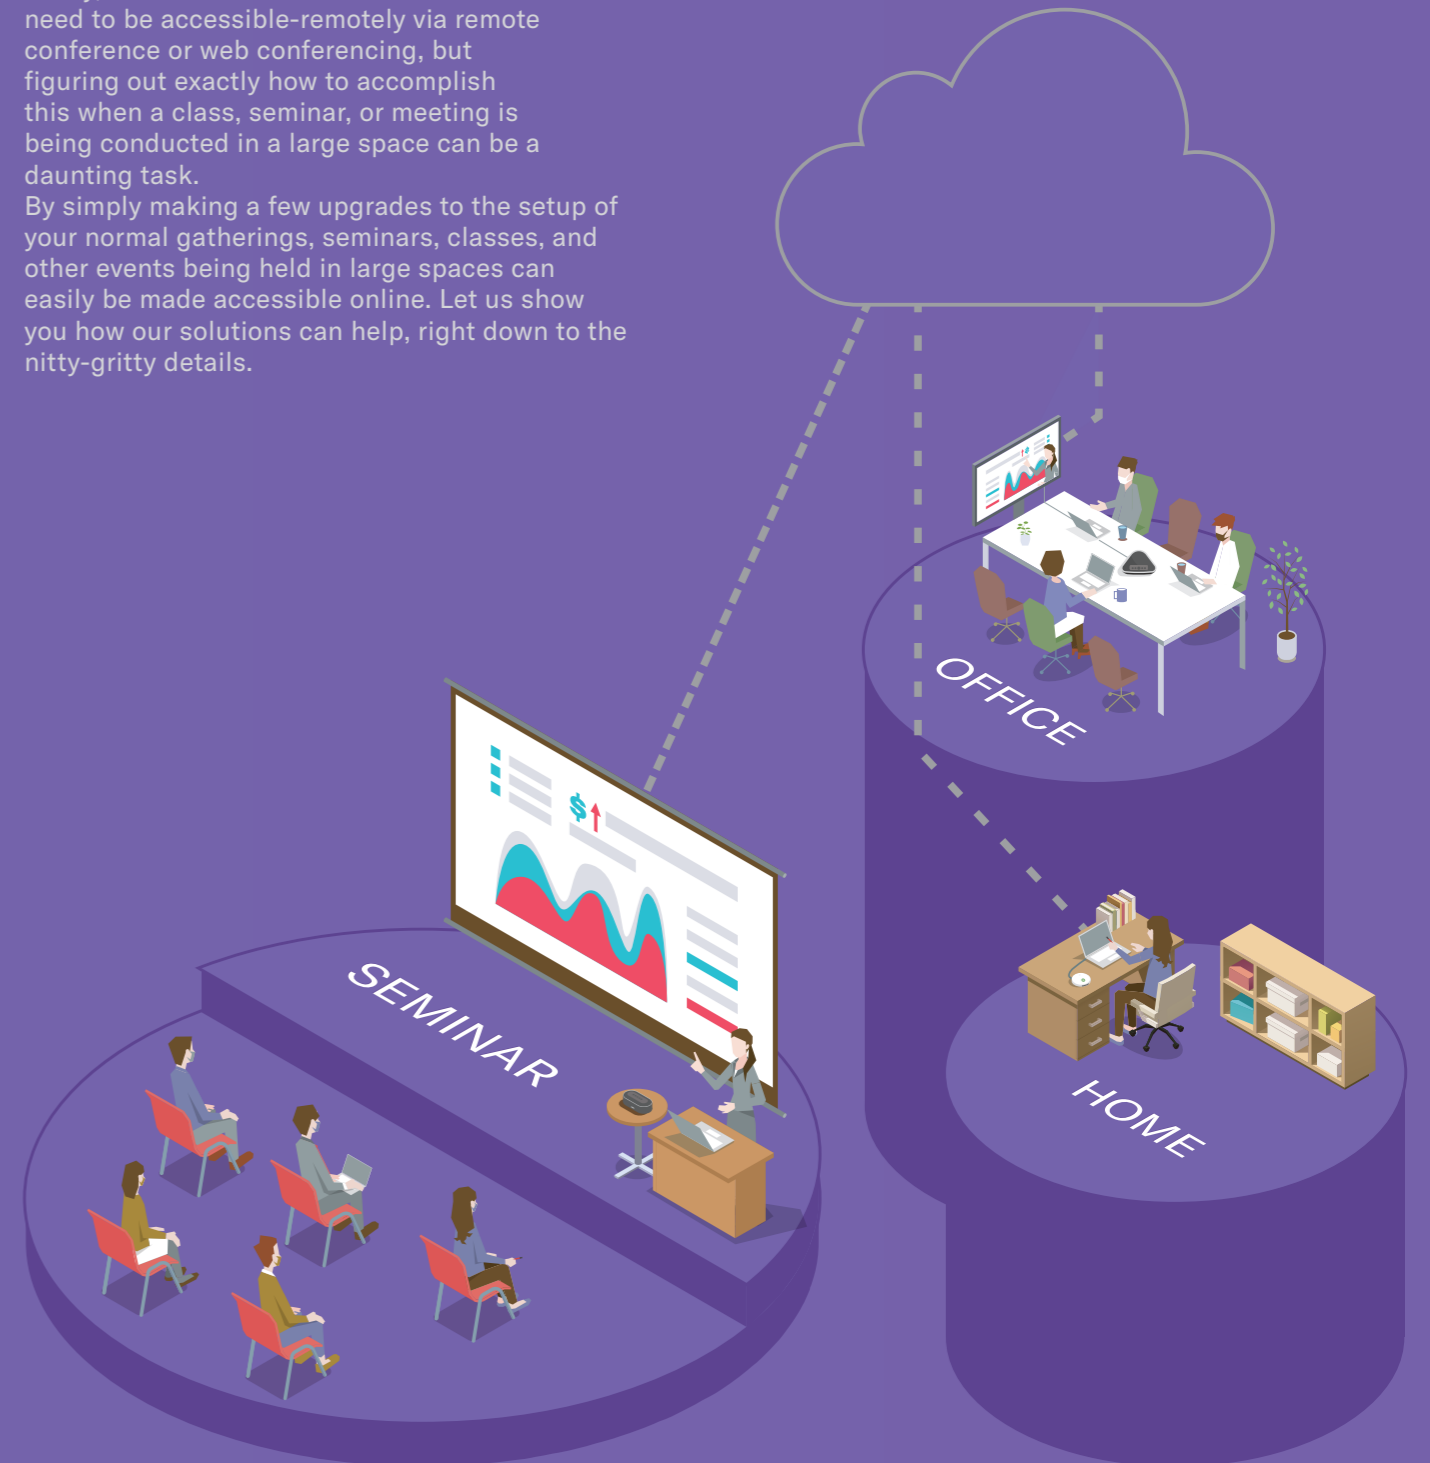 need to be accessible-remotely via remote
conference or web conferencing, but
figuring out exactly how to accomplish
this when a class, seminar, or meeting is
being conducted in a large space can be a
daunting task.
By simply making a few upgrades to the setup of
your normal gatherings, seminars, classes, and
other events being held in large spaces can
easily be made accessible online. Let us show
you how our solutions can help, right down to the
nitty-gritty details.
OFFICE
$
SEMINAR
HOME